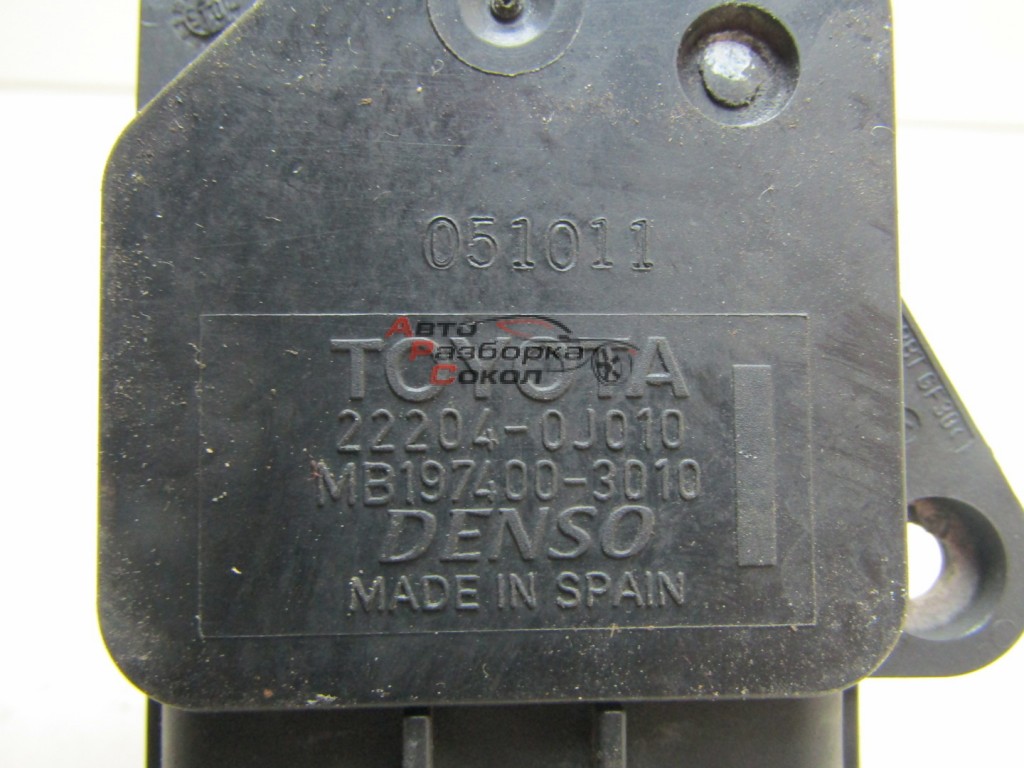 051011
TOYOTA
Авто
Разборка
Сокол
22204-0J010
MB197400-3010
DENSO
MADE IN SPAIN